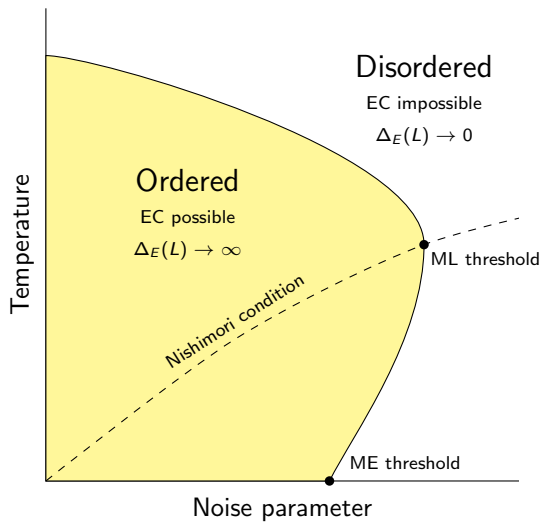 Disordered
EC impossible
Δ_E(L) → 0
Ordered
EC possible
Δ_E(L) → ∞
Temperature
ML threshold
Nishimori condition
ME threshold
Noise parameter